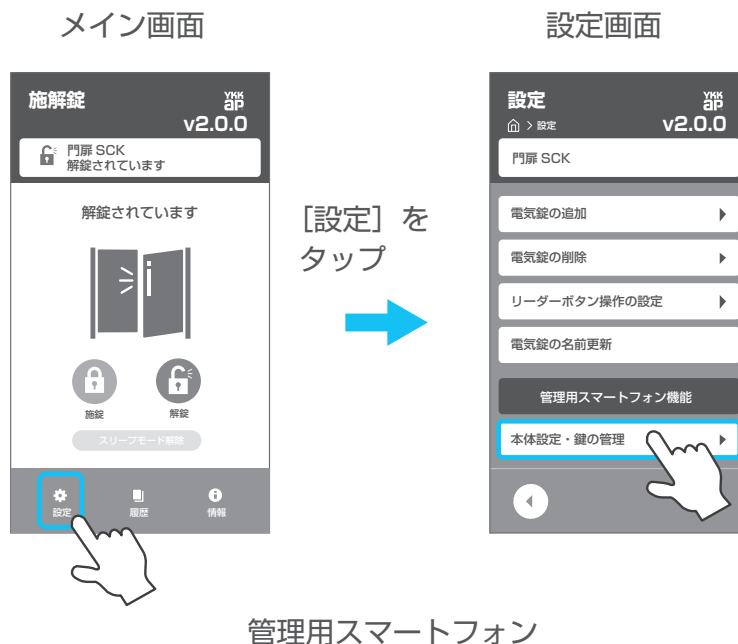 メイン画面
施解錠
YKK
ap
v2.0.0
門扉 SCK
解錠されています
解錠されています
施錠
解錠
スリープモード解除
設定
履歴
情報
［設定］を
タップ
設定画面
設定
YKK
ap
> 設定
v2.0.0
門扉 SCK
電気錠の追加
電気錠の削除
リーダーボタン操作の設定
電気錠の名前更新
管理用スマートフォン機能
本体設定・鍵の管理
管理用スマートフォン